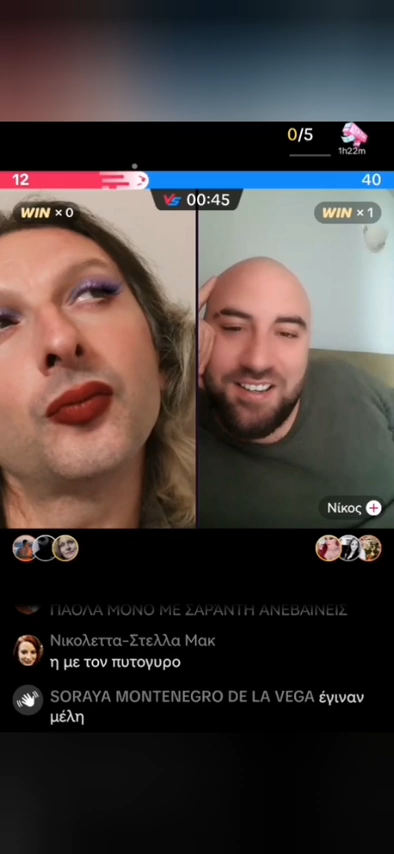 0/5
1h22m
12
40
VS 00:45
WIN × 0
WIN × 1
Νίκος
ΠΑΟΛΑ ΜΟΝΟ ΜΕ ΣΑΡΑΝΤΗ ΑΝΕΒΑΙΝΕΙΣ
Νικολεττα-Στελλα Μακ
η με τον πυτογυρο
SORAYA MONTENEGRO DE LA VEGA έγιναν
μέλη